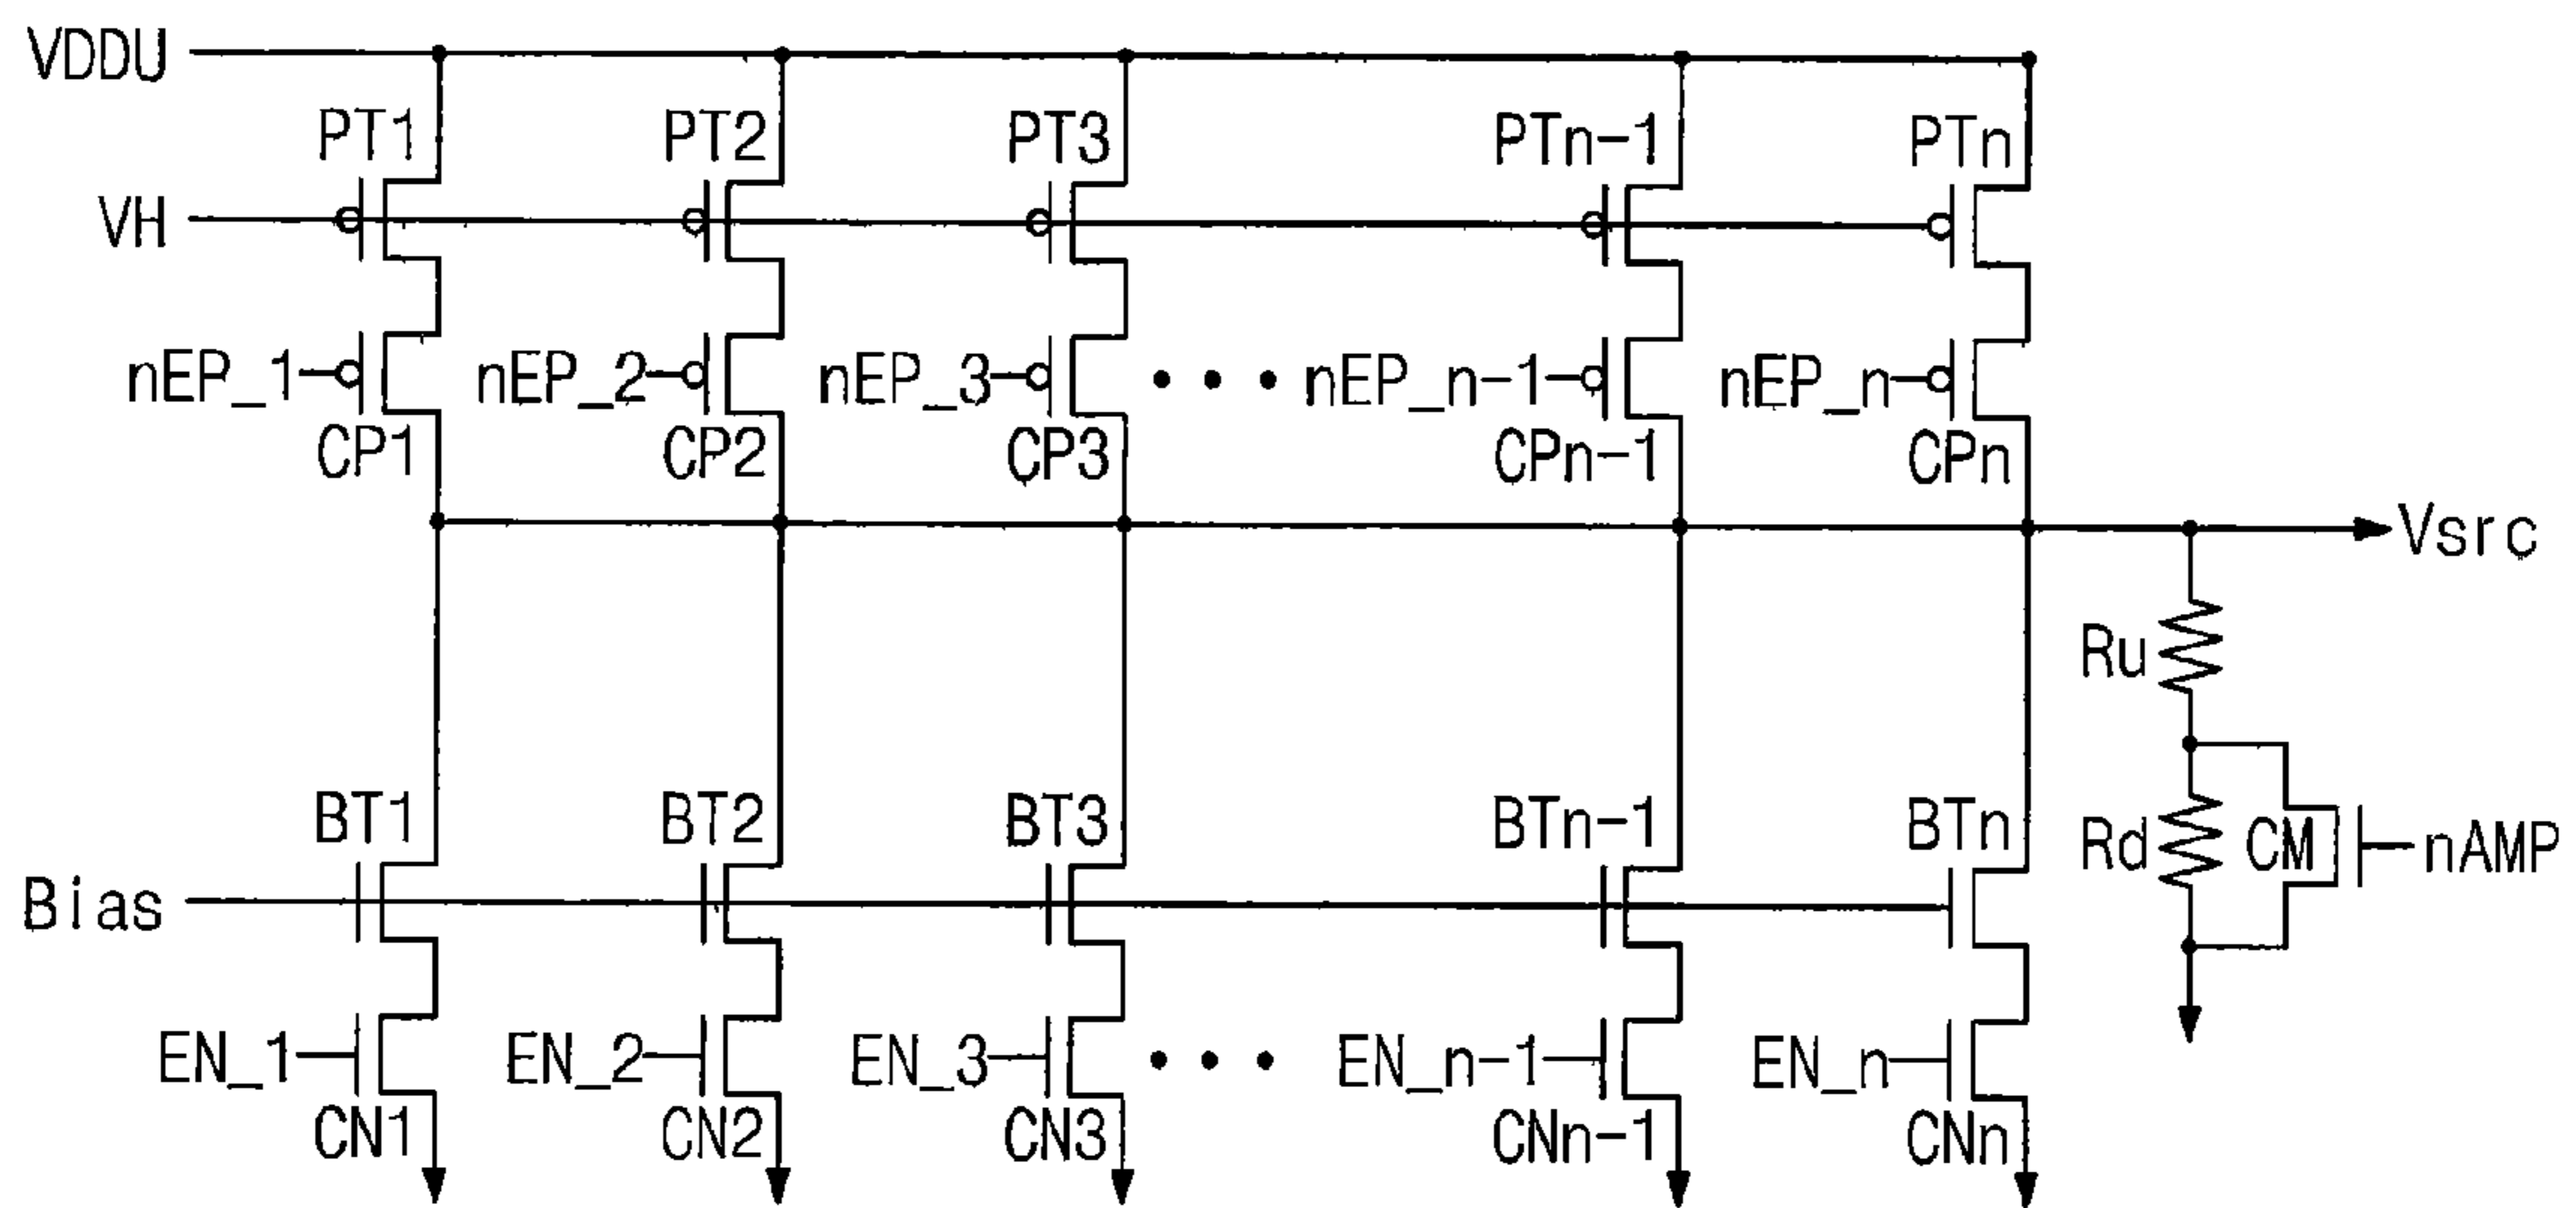 VDDU
PT1 PT2 PT3 PTn-1 PTn
VH
nEP_1 nEP_2 nEP_3 nEP_n-1 nEP_n
CP1 CP2 CP3 CPn-1 CPn
Vsrc
Ru
BT1 BT2 BT3 BTn-1 BTn
Rd CM nAMP
Bias
EN_1 EN_2 EN_3 EN_n-1 EN_n
CN1 CN2 CN3 CNn-1 CNn